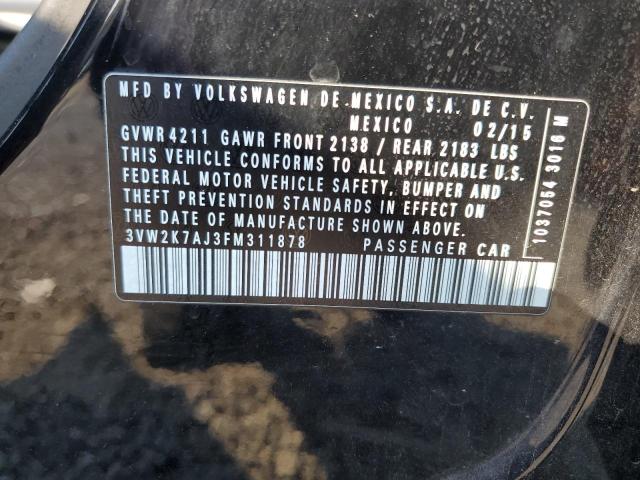 MFD BY VOLKSWAGEN DE MEXICO S.A. DE C.V.
MEXICO 02/15
GVWR 4211 GAWR FRONT 2138 / REAR 2183 LBS
THIS VEHICLE CONFORMS TO ALL APPLICABLE U.S.
FEDERAL MOTOR VEHICLE SAFETY, BUMPER AND
THEFT PREVENTION STANDARDS IN EFFECT ON
THE DATE OF MANUFACTURE SHOWN ABOVE.
3VW2K7AJ3FM311878 PASSENGER CAR
1037054 3016 M